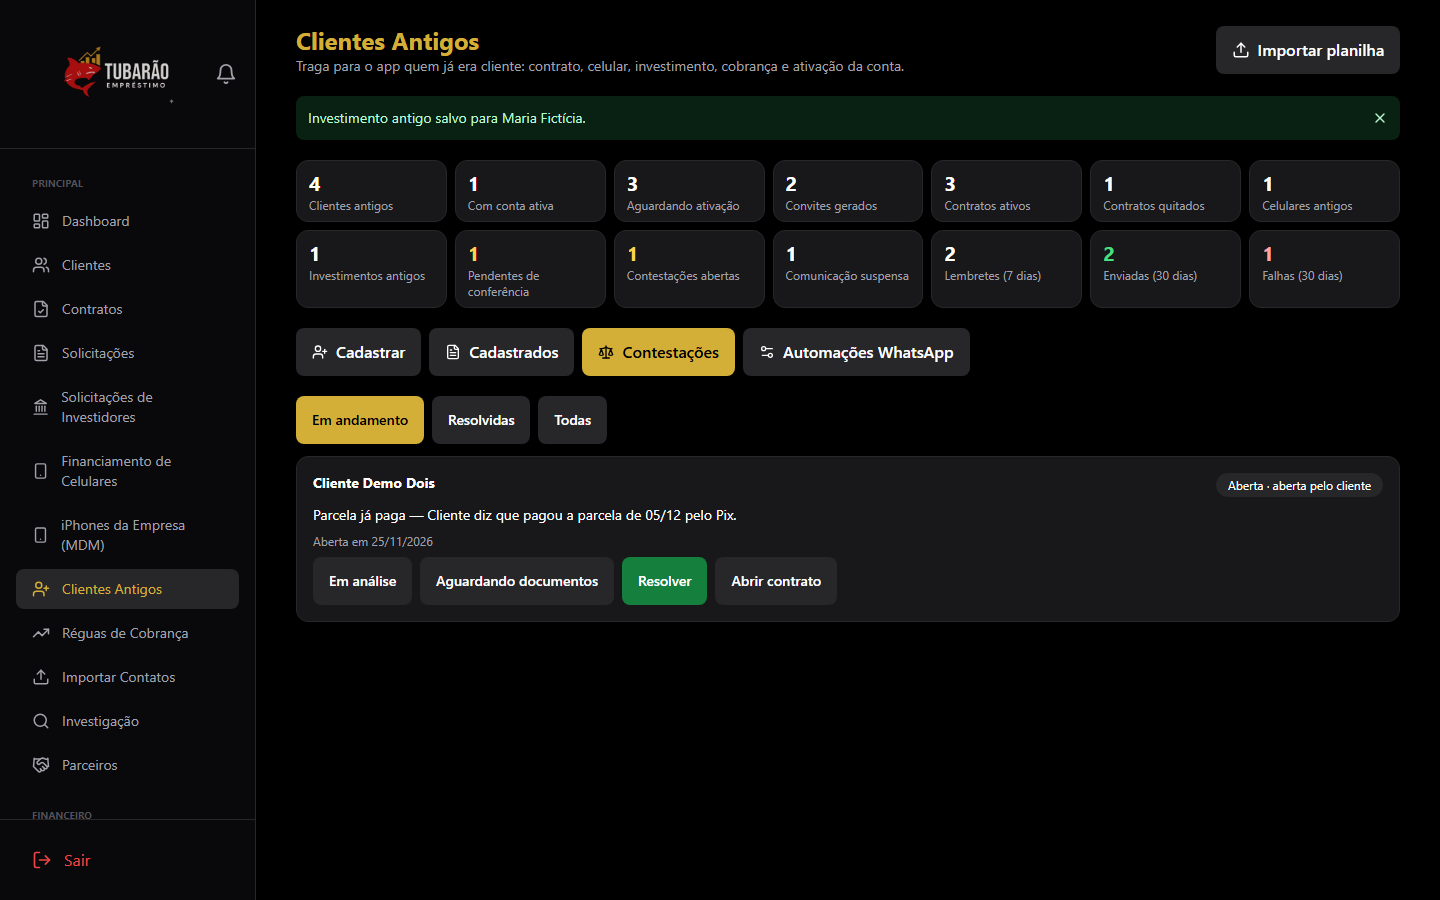 TUBARÃO
EMPRÉSTIMO
PRINCIPAL
Dashboard
Clientes
Contratos
Solicitações
Solicitações de
Investidores
Financiamento de
Celulares
iPhones da Empresa
(MDM)
Clientes Antigos
Réguas de Cobrança
Importar Contatos
Investigação
Parceiros
FINANCEIRO
Sair
Clientes Antigos
Traga para o app quem já era cliente: contrato, celular, investimento, cobrança e ativação da conta.
Importar planilha
Investimento antigo salvo para Maria Fictícia.
4
Clientes antigos
1
Com conta ativa
3
Aguardando ativação
2
Convites gerados
3
Contratos ativos
1
Contratos quitados
1
Celulares antigos
1
Investimentos antigos
1
Pendentes de
conferência
1
Contestações abertas
1
Comunicação suspensa
2
Lembretes (7 dias)
2
Enviadas (30 dias)
1
Falhas (30 dias)
Cadastrar
Cadastrados
Contestações
Automações WhatsApp
Em andamento
Resolvidas
Todas
Cliente Demo Dois
Aberta · aberta pelo cliente
Parcela já paga — Cliente diz que pagou a parcela de 05/12 pelo Pix.
Aberta em 25/11/2026
Em análise
Aguardando documentos
Resolver
Abrir contrato